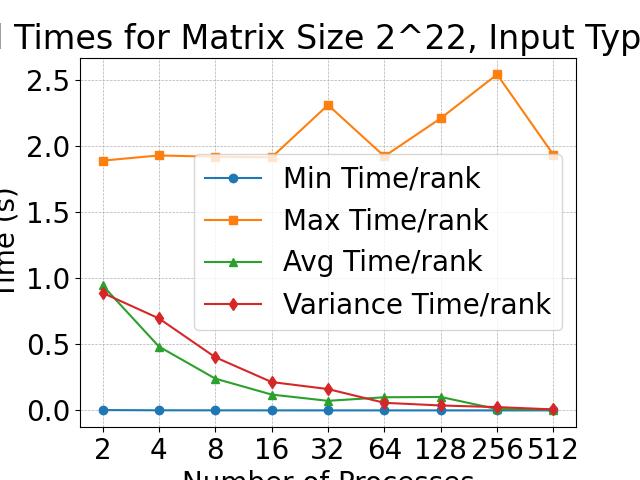 Times for Matrix Size 2^22, Input Typ
2.5
2.0
1.5
1.0
0.5
0.0
Time (s)
Min Time/rank
Max Time/rank
Avg Time/rank
Variance Time/rank
2 4 8 16 32 64 128 256 512
Number of Processes